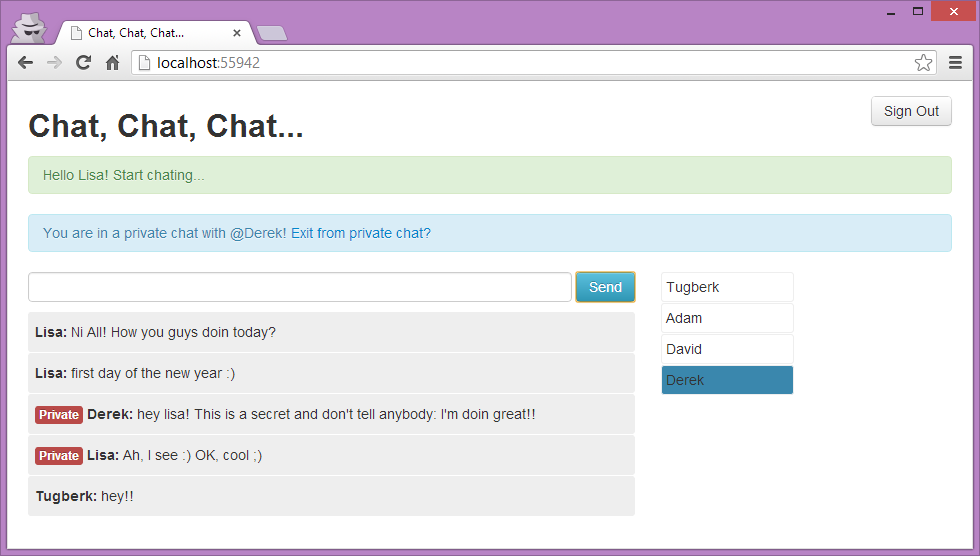 Chat, Chat, Chat...
localhost:55942
Sign Out
Chat, Chat, Chat...
Hello Lisa! Start chating...
You are in a private chat with @Derek! Exit from private chat?
Send
Lisa: Ni All! How you guys doin today?
Lisa: first day of the new year :)
Private Derek: hey lisa! This is a secret and don't tell anybody: I'm doin great!!
Private Lisa: Ah, I see :) OK, cool ;)
Tugberk: hey!!
Tugberk
Adam
David
Derek